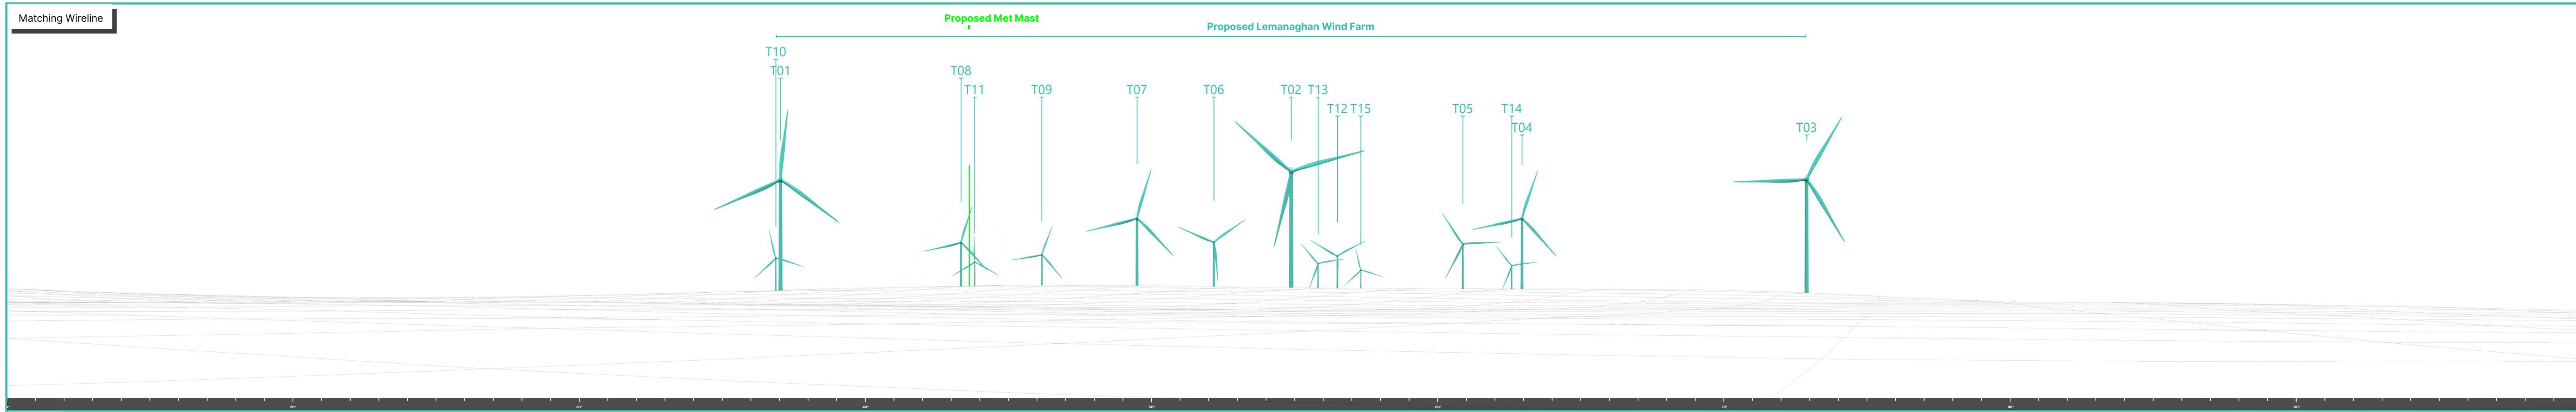 Matching Wireline
Proposed Met Mast
Proposed Lemanaghan Wind Farm
T10
T01
T08
T11
T09
T07
T06
T02
T13
T12
T15
T05
T14
T04
T03